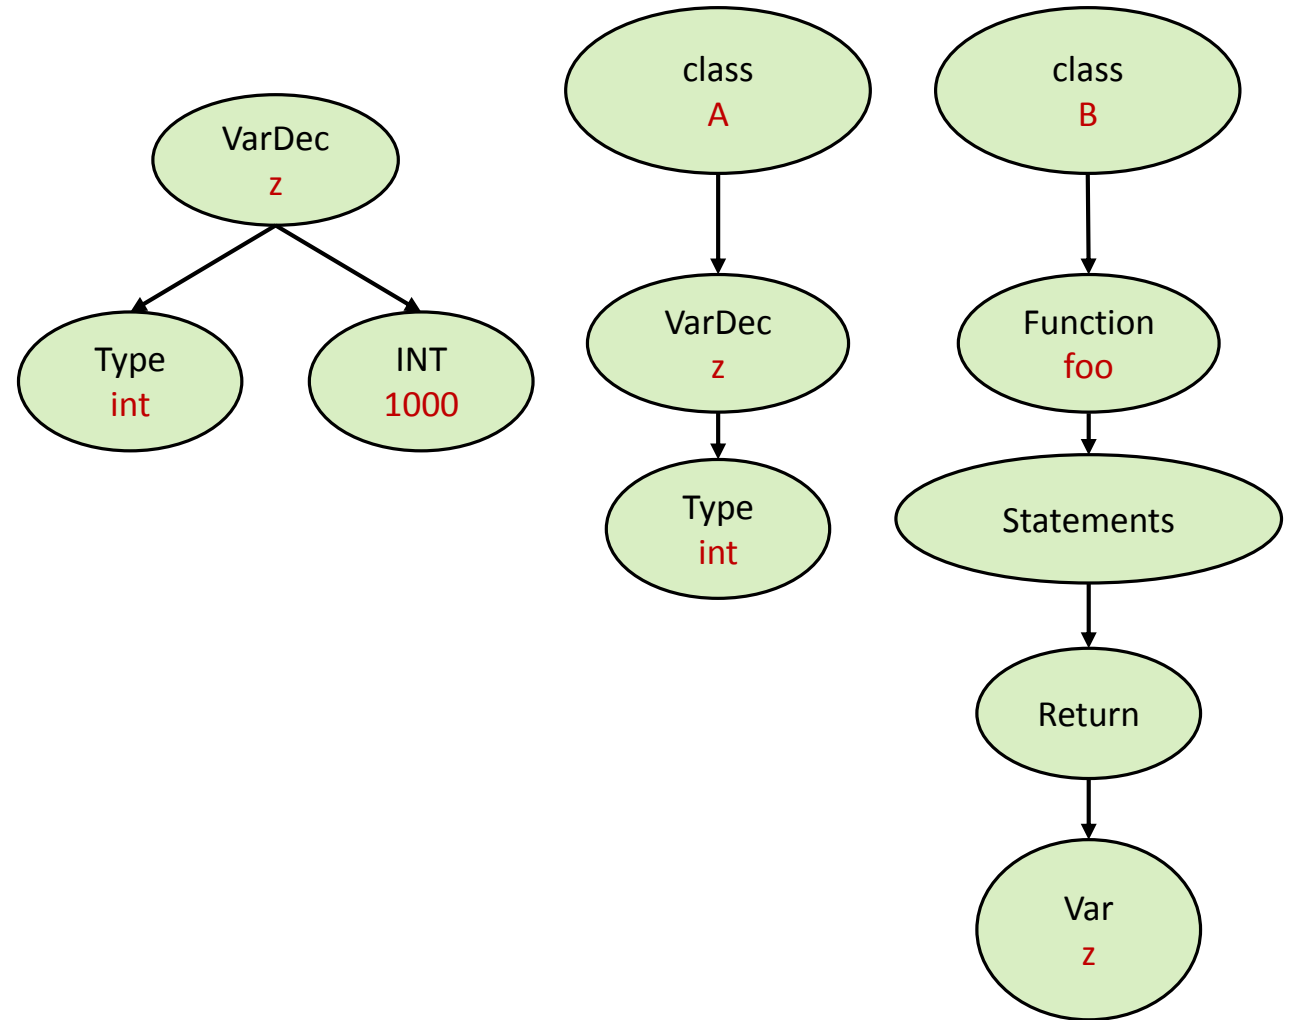 VarDec
z
Type
int
INT
1000
class
A
VarDec
z
Type
int
class
B
Function
foo
Statements
Return
Var
z